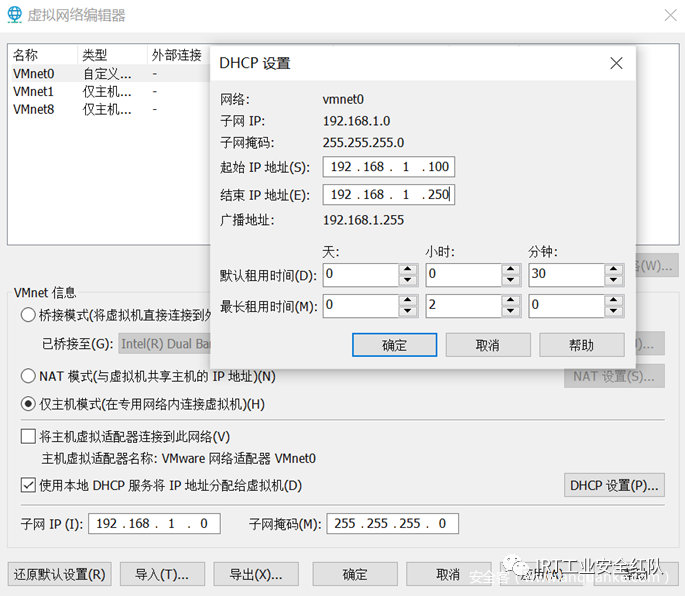 虚拟网络编辑器
名称 类型 外部连接
VMnet0 自定义... -
VMnet1 仅主机... -
VMnet8 仅主机... -
DHCP 设置
网络: vmnet0
子网 IP: 192.168.1.0
子网掩码: 255.255.255.0
起始 IP 地址(S): 192 . 168 . 1 . 100
结束 IP 地址(E): 192 . 168 . 1 . 250
广播地址: 192.168.1.255
天: 小时: 分钟:
默认租用时间(D): 0 0 30
最长租用时间(M): 0 2 0
确定 取消 帮助
(W)...
VMnet 信息
桥接模式(将虚拟机直接连接到
已桥接至(G): Intel(R) Dual
NAT 模式(与虚拟机共享主机的 IP 地址)(N) NAT 设置(S)...
仅主机模式(在专用网络内连接虚拟机)(H)
将主机虚拟适配器连接到此网络(V)
主机虚拟适配器名称: VMware 网络适配器 VMnet0
使用本地 DHCP 服务将 IP 地址分配给虚拟机(D) DHCP 设置(P)...
子网 IP (I): 192 . 168 . 1 . 0 子网掩码(M): 255 . 255 . 255 . 0
还原默认设置(R) 导入(T)... 导出(X)... 确定 取消
IRT工业安全红队
安全客 ( www.anquanke.com )